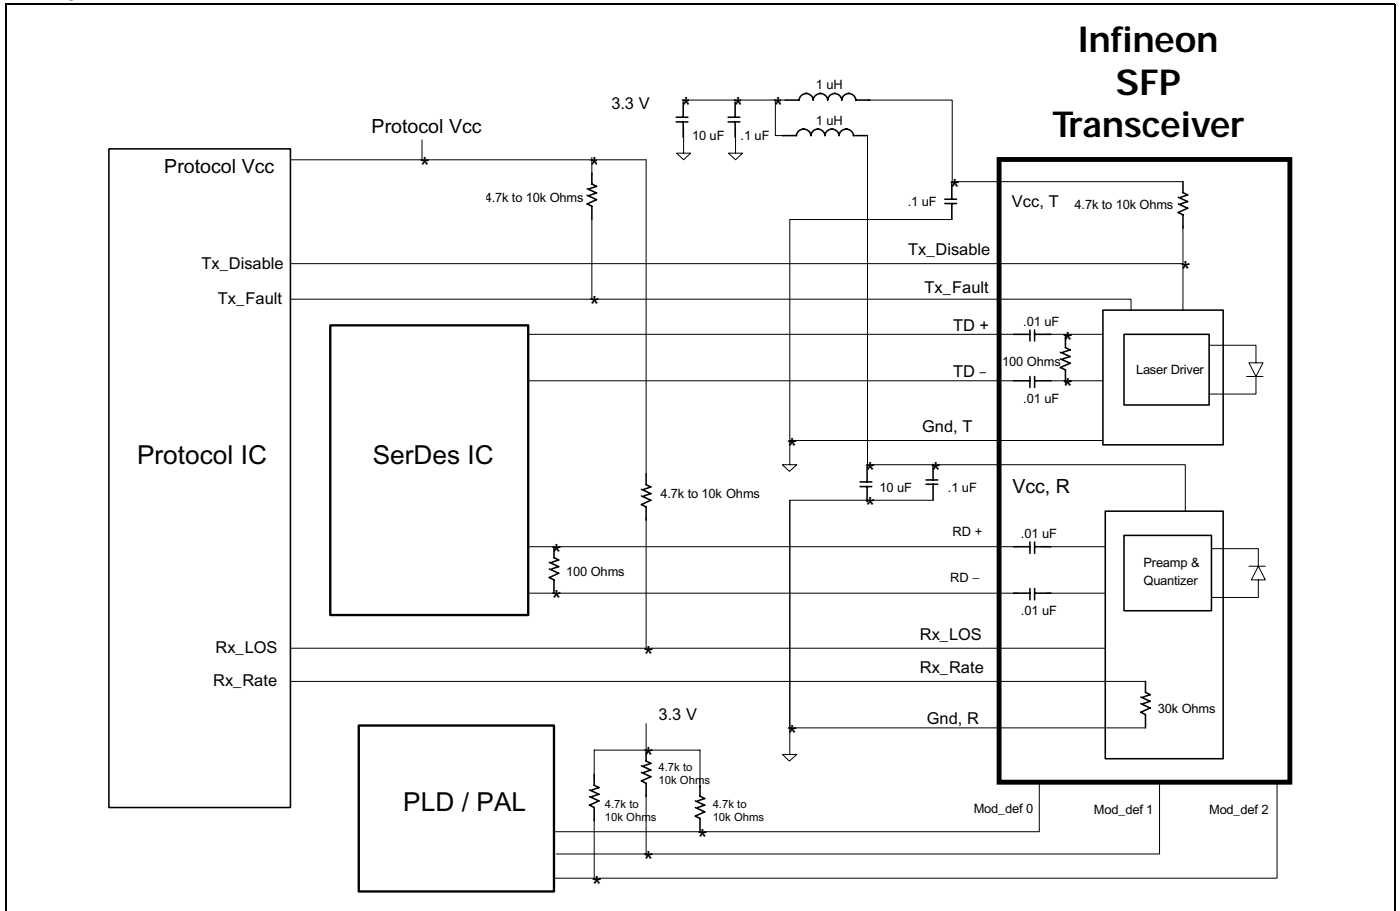 Infineon
SFP
Transceiver
1 uH
3.3 V
1 uH
10 uF
.1 uF
Protocol Vcc
Protocol Vcc
4.7k to 10k Ohms
.1 uF
Vcc, T
4.7k to 10k Ohms
Tx_Disable
Tx_Disable
Tx_Fault
Tx_Fault
TD +
.01 uF
100 Ohms
TD –
.01 uF
Laser Driver
Gnd, T
Protocol IC
SerDes IC
4.7k to 10k Ohms
10 uF
.1 uF
Vcc, R
RD +
.01 uF
100 Ohms
RD –
.01 uF
Preamp &
Quantizer
Rx_LOS
Rx_LOS
Rx_Rate
Rx_Rate
30k Ohms
Gnd, R
3.3 V
4.7k to
10k Ohms
PLD / PAL
4.7k to
10k Ohms
4.7k to
10k Ohms
Mod_def 0
Mod_def 1
Mod_def 2